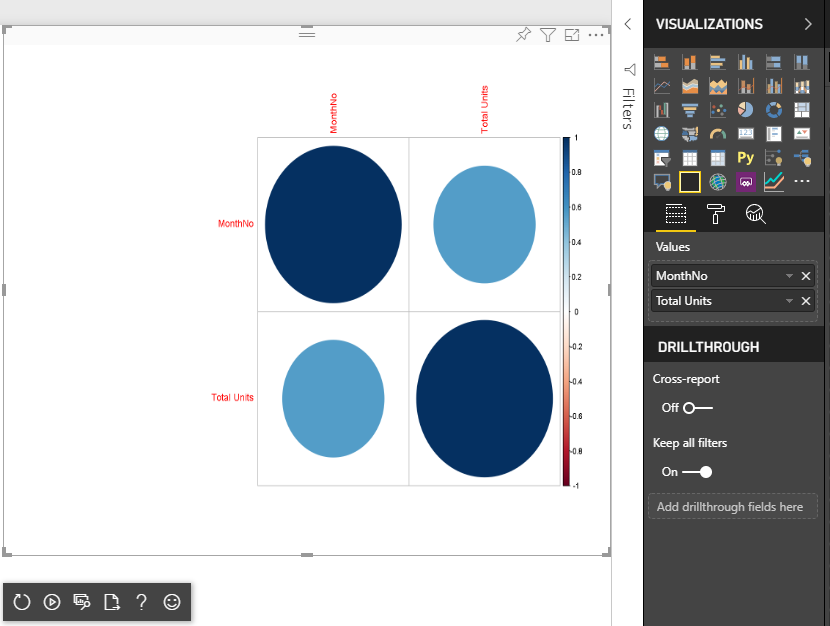 VISUALIZATIONS
Filters
MonthNo
Total Units
MonthNo
Total Units
1
0.8
0.6
0.4
0.2
0
-0.2
-0.4
-0.6
-0.8
-1
123
Py
Values
MonthNo
Total Units
DRILLTHROUGH
Cross-report
Off
Keep all filters
On
Add drillthrough fields here